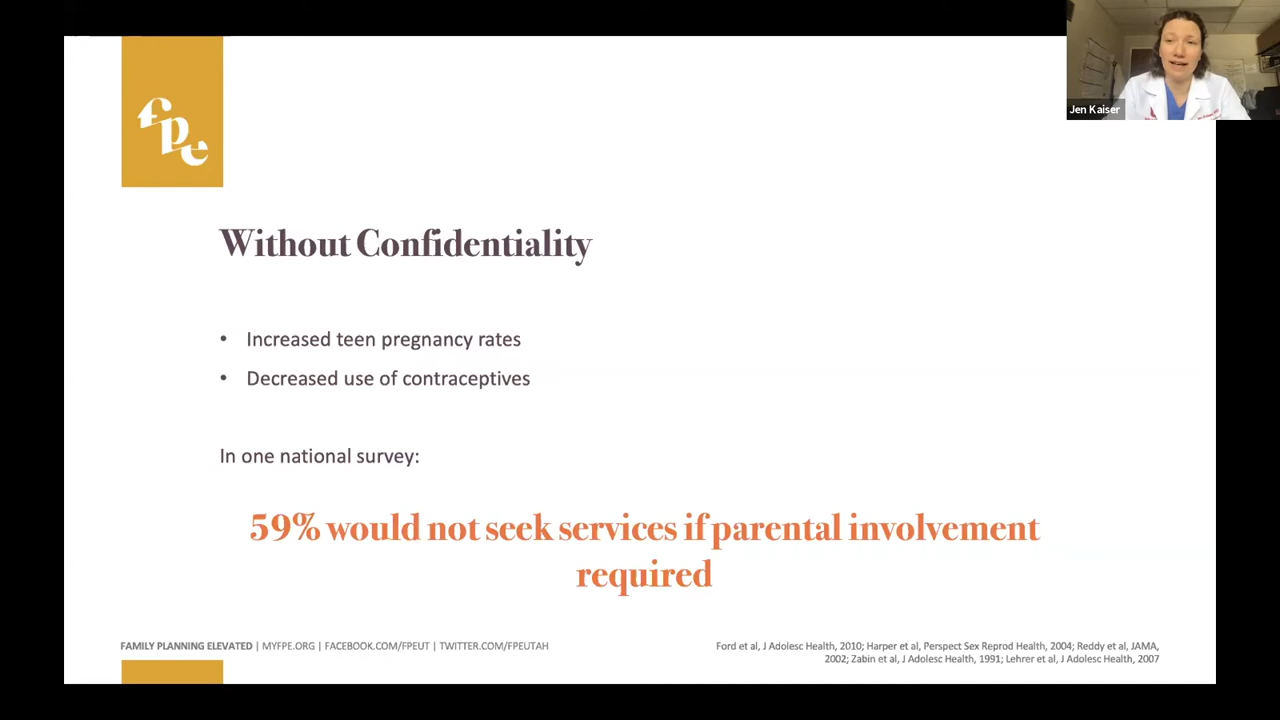 Jen Kaiser
fpe
Without Confidentiality
• Increased teen pregnancy rates
• Decreased use of contraceptives
In one national survey:
59% would not seek services if parental involvement
required
FAMILY PLANNING ELEVATED | MYFPE.ORG | FACEBOOK.COM/FPEUT | TWITTER.COM/FPEUTAH
Ford et al, J Adolesc Health, 2010; Harper et al, Perspect Sex Reprod Health, 2004; Reddy et al, JAMA,
2002; Zabin et al, J Adolesc Health, 1991; Lehrer et al, J Adolesc Health, 2007